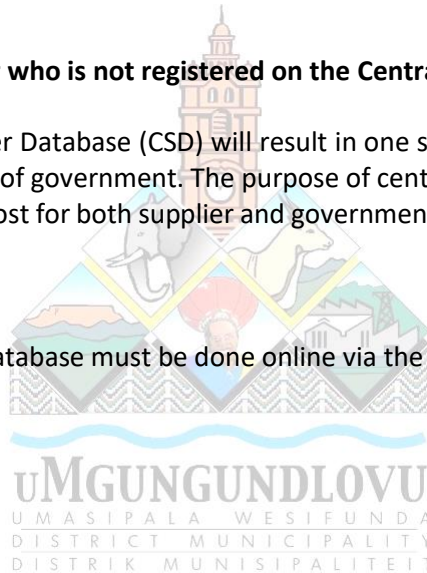 who is not registered on the Centra
er Database (CSD) will result in one s
of government. The purpose of cent
ost for both supplier and government
atabase must be done online via the
UMGUNGUNDLOVU
UMASIPALA WESIFUNDA
DISTRICT MUNICIPALITY
DISTRIK MUNISIPALITEIT